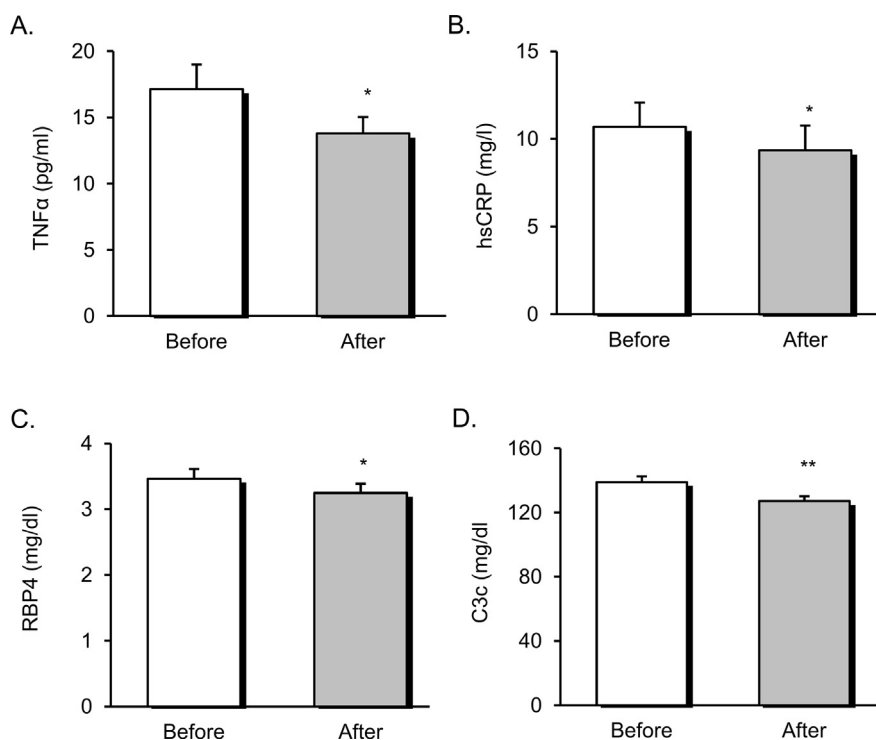 A.
TNFα (pg/ml)
20
15
10
5
0
*
Before
After
B.
hsCRP (mg/l)
15
10
5
0
*
Before
After
C.
RBP4 (mg/dl)
4
3
2
1
0
*
Before
After
D.
C3c (mg/dl
160
120
80
40
0
**
Before
After